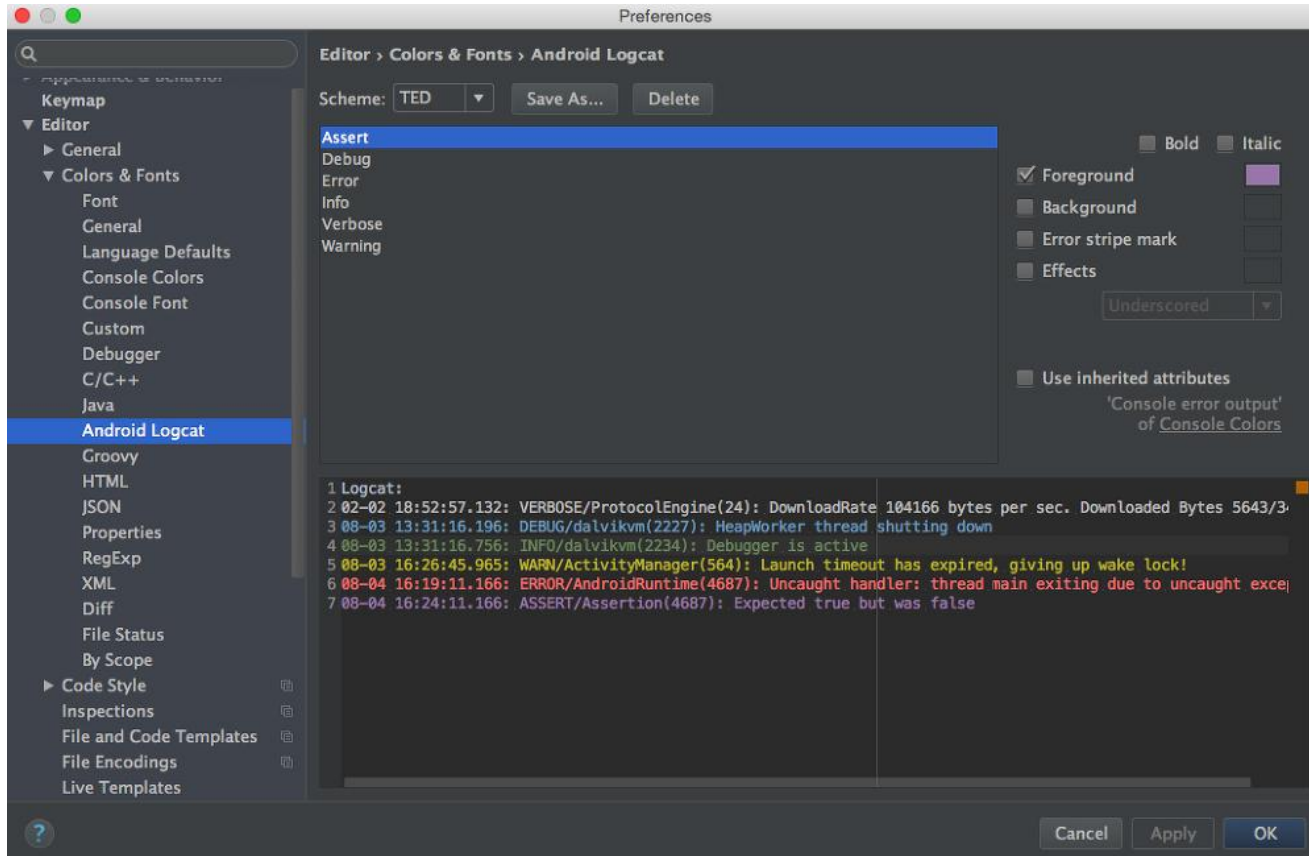 Preferences
Appearance & Behavior
Keymap
Editor
General
Colors & Fonts
Font
General
Language Defaults
Console Colors
Console Font
Custom
Debugger
C/C++
Java
Android Logcat
Groovy
HTML
JSON
Properties
RegExp
XML
Diff
File Status
By Scope
Code Style
Inspections
File and Code Templates
File Encodings
Live Templates
Editor › Colors & Fonts › Android Logcat
Scheme: TED Save As... Delete
Assert
Debug
Error
Info
Verbose
Warning
Bold Italic
Foreground
Background
Error stripe mark
Effects
Underscored
Use inherited attributes
'Console error output'
of Console Colors
1 Logcat:
2 02-02 18:52:57.132: VERBOSE/ProtocolEngine(24): DownloadRate 104166 bytes per sec. Downloaded Bytes 5643/3
3 08-03 13:31:16.196: DEBUG/dalvikvm(2227): HeapWorker thread shutting down
4 08-03 13:31:16.756: INFO/dalvikvm(2234): Debugger is active
5 08-03 16:26:45.965: WARN/ActivityManager(564): Launch timeout has expired, giving up wake lock!
6 08-04 16:19:11.166: ERROR/AndroidRuntime(4687): Uncaught handler: thread main exiting due to uncaught excep
7 08-04 16:24:11.166: ASSERT/Assertion(4687): Expected true but was false
? Cancel Apply OK